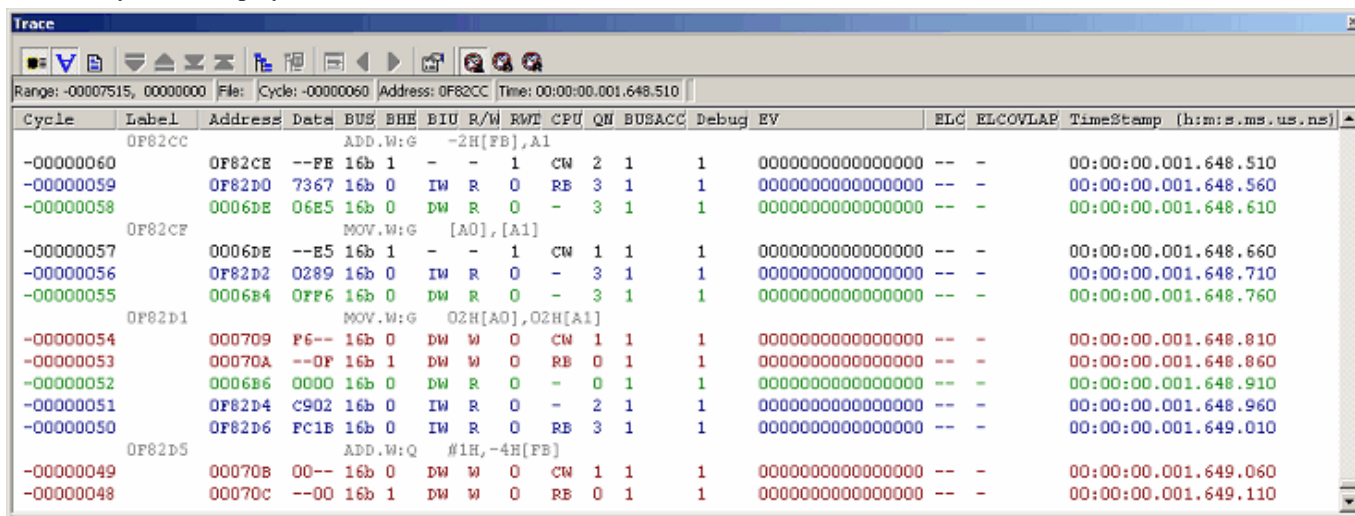 Trace
Range: -00007515, 00000000 File: Cycle: -00000060 Address: 0F82CC Time: 00:00:00.001.648.510
Cycle Label Address Data BUS BHE BIU R/W RWT CPU QN BUSACC Debug EV ELC ELCOVLAP TimeStamp (h:m:s.ms.us.ns)
0F82CC ADD.W:G -2H[FB],A1
-00000060 0F82CE --FE 16b 1 - - 1 CW 2 1 1 0000000000000000 -- - 00:00:00.001.648.510
-00000059 0F82D0 7367 16b 0 IW R 0 RB 3 1 1 0000000000000000 -- - 00:00:00.001.648.560
-00000058 0006DE 06E5 16b 0 DW R 0 - 3 1 1 0000000000000000 -- - 00:00:00.001.648.610
0F82CF MOV.W:G [A0],[A1]
-00000057 0006DE --E5 16b 1 - - 1 CW 1 1 1 0000000000000000 -- - 00:00:00.001.648.660
-00000056 0F82D2 0289 16b 0 IW R 0 - 3 1 1 0000000000000000 -- - 00:00:00.001.648.710
-00000055 0006B4 0FF6 16b 0 DW R 0 - 3 1 1 0000000000000000 -- - 00:00:00.001.648.760
0F82D1 MOV.W:G 02H[A0],02H[A1]
-00000054 000709 F6-- 16b 0 DW W 0 CW 1 1 1 0000000000000000 -- - 00:00:00.001.648.810
-00000053 00070A --0F 16b 1 DW W 0 RB 0 1 1 0000000000000000 -- - 00:00:00.001.648.860
-00000052 0006B6 0000 16b 0 DW R 0 - 0 1 1 0000000000000000 -- - 00:00:00.001.648.910
-00000051 0F82D4 C902 16b 0 IW R 0 - 2 1 1 0000000000000000 -- - 00:00:00.001.648.960
-00000050 0F82D6 FC1B 16b 0 IW R 0 RB 3 1 1 0000000000000000 -- - 00:00:00.001.649.010
0F82D5 ADD.W:Q #1H,-4H[FB]
-00000049 00070B 00-- 16b 0 DW W 0 CW 1 1 1 0000000000000000 -- - 00:00:00.001.649.060
-00000048 00070C --00 16b 1 DW W 0 RB 0 1 1 0000000000000000 -- - 00:00:00.001.649.110